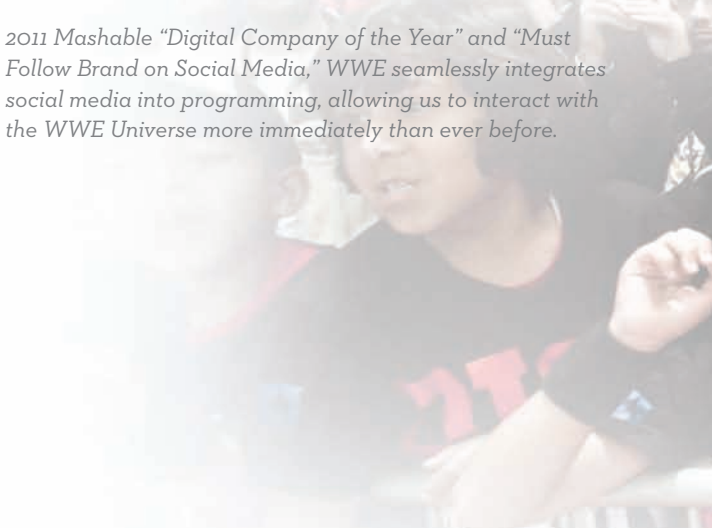 2011 Mashable “Digital Company of the Year” and “Must
Follow Brand on Social Media,” WWE seamlessly integrates
social media into programming, allowing us to interact with
the WWE Universe more immediately than ever before.